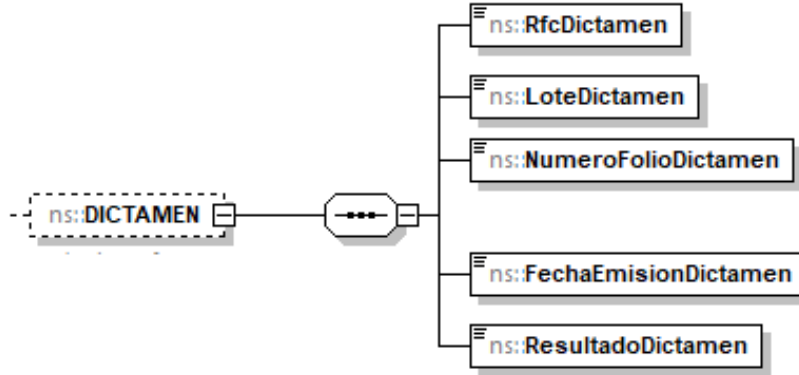 ns::RfcDictamen
ns::LoteDictamen
ns::NumeroFolioDictamen
ns::DICTAMEN
ns::FechaEmisionDictamen
ns::ResultadoDictamen